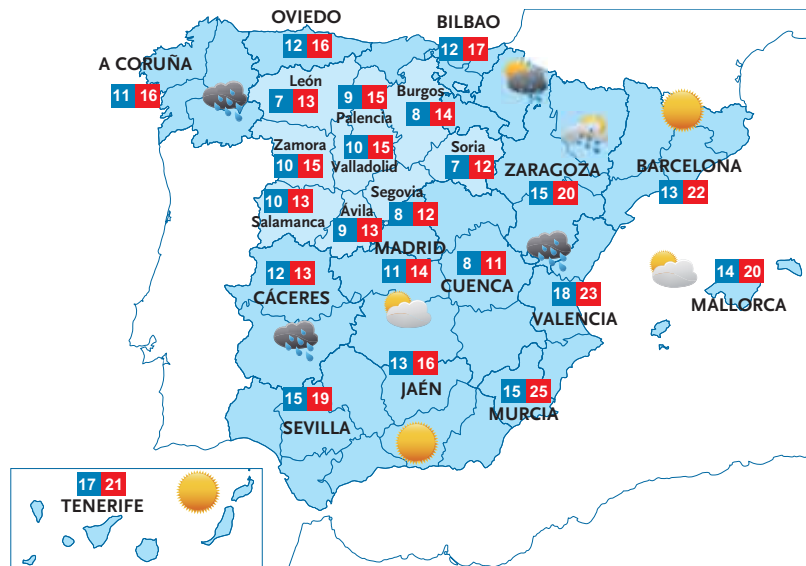 OVIEDO
12 16
BILBAO
12 17
A CORUÑA
11 16
León
7 13
9 15
Palencia
Burgos
8 14
Zamora
10 15
10 15
Valladolid
Soria
7 12
ZARAGOZA
15 20
BARCELONA
13 22
10 13
Salamanca
Ávila
9 13
Segovia
8 12
MADRID
11 14
8 11
CUENCA
12 13
CÁCERES
18 23
VALENCIA
14 20
MALLORCA
13 16
JAÉN
15 19
SEVILLA
15 25
MURCIA
17 21
TENERIFE